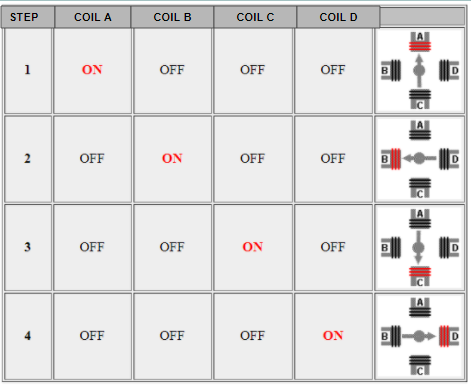 STEP COIL A COIL B COIL C COIL D
A
1 ON OFF OFF OFF B D
C
A
2 OFF ON OFF OFF B D
C
A
3 OFF OFF ON OFF B D
C
A
4 OFF OFF OFF ON B D
C